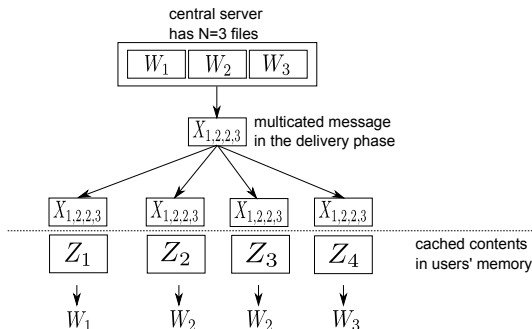 central server
has N=3 files
W₁ W₂ W₃
X₁,₂,₂,₃ multicated message
in the delivery phase
X₁,₂,₂,₃ X₁,₂,₂,₃ X₁,₂,₂,₃ X₁,₂,₂,₃
Z₁ Z₂ Z₃ Z₄ cached contents
in users' memory
W₁ W₂ W₂ W₃